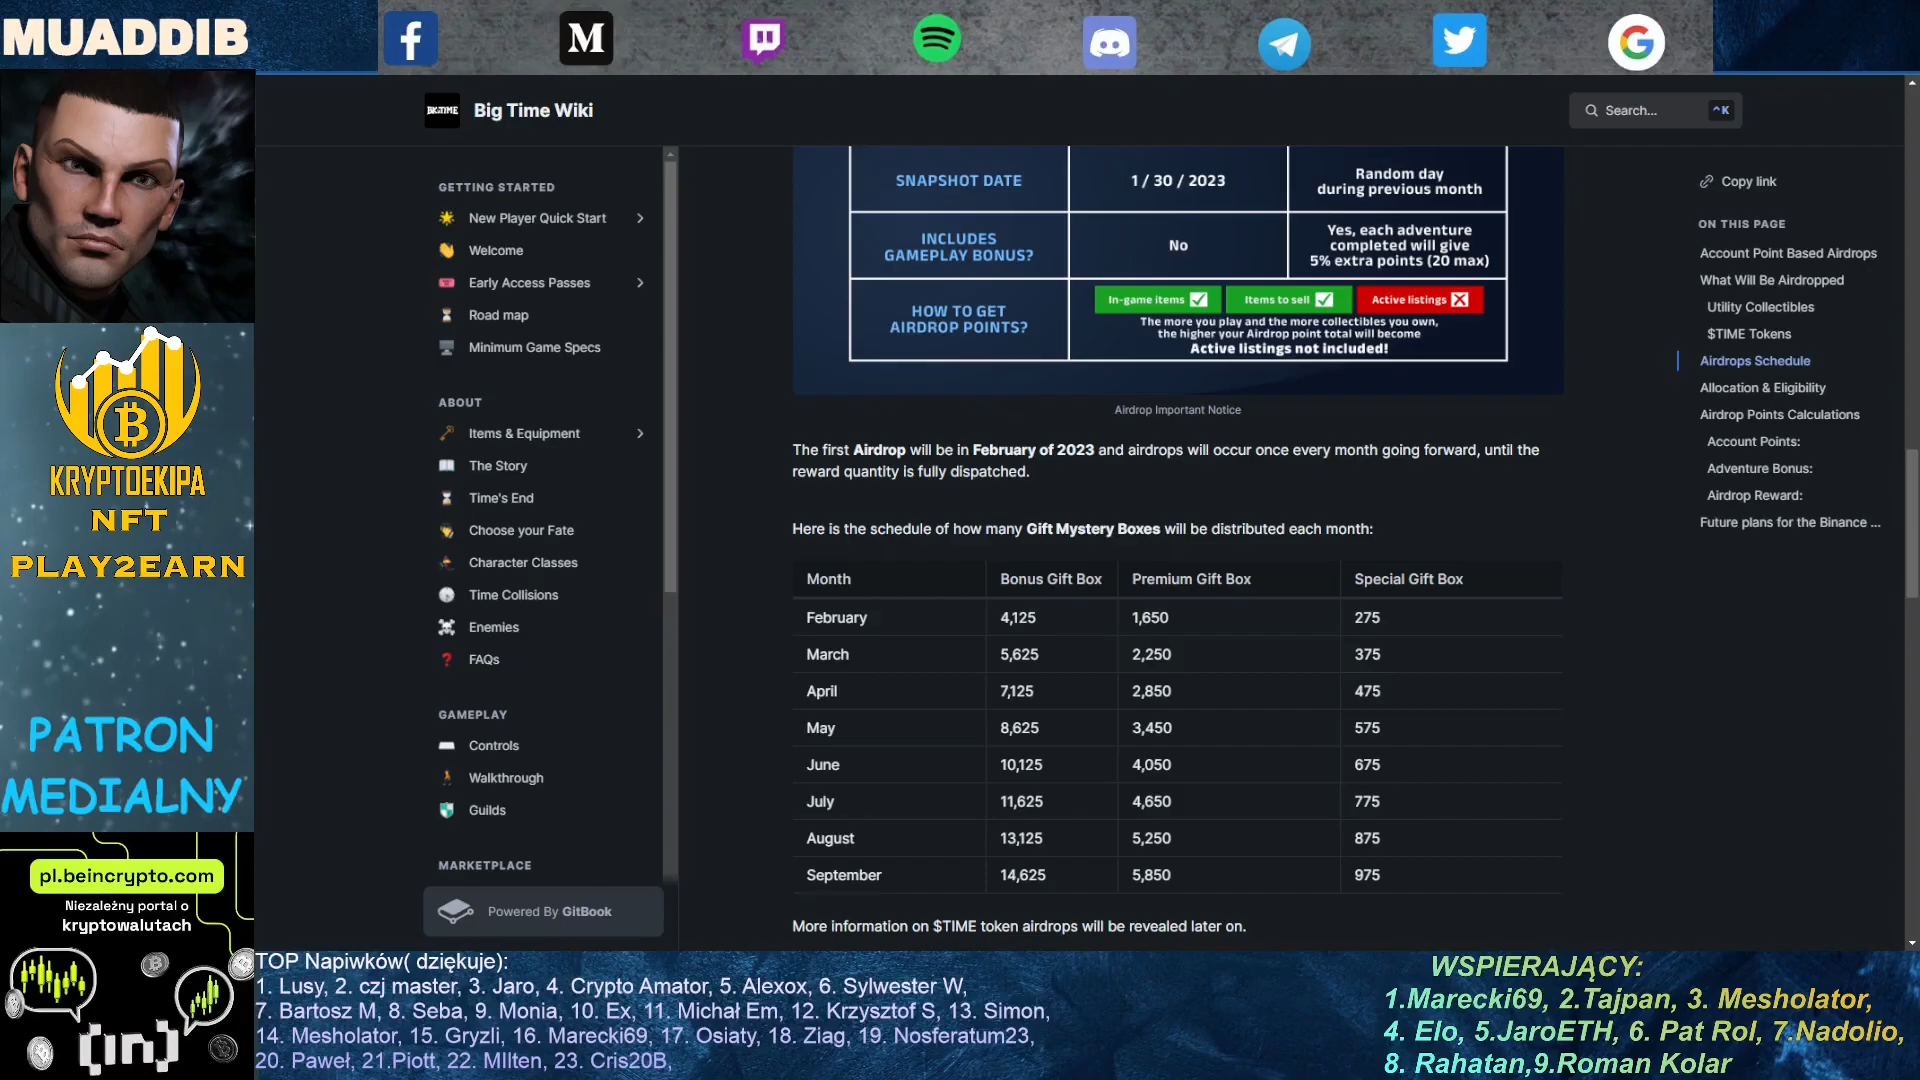 MUADDIB
BIGTIME
Big Time Wiki
Search...
^K
GETTING STARTED
New Player Quick Start
Welcome
Early Access Passes
Road map
Minimum Game Specs
ABOUT
Items & Equipment
The Story
Time's End
Choose your Fate
Character Classes
Time Collisions
Enemies
FAQs
GAMEPLAY
Controls
Walkthrough
Guilds
MARKETPLACE
Powered By GitBook
SNAPSHOT DATE
1 / 30 / 2023
Random day
during previous month
INCLUDES
GAMEPLAY BONUS?
No
Yes, each adventure
completed will give
5% extra points (20 max)
HOW TO GET
AIRDROP POINTS?
In-game items
Items to sell
Active listings
The more you play and the more collectibles you own,
the higher your Airdrop point total will become
Active listings not included!
Airdrop Important Notice
The first Airdrop will be in February of 2023 and airdrops will occur once every month going forward, until the
reward quantity is fully dispatched.
Here is the schedule of how many Gift Mystery Boxes will be distributed each month:
Month Bonus Gift Box Premium Gift Box Special Gift Box
February 4,125 1,650 275
March 5,625 2,250 375
April 7,125 2,850 475
May 8,625 3,450 575
June 10,125 4,050 675
July 11,625 4,650 775
August 13,125 5,250 875
September 14,625 5,850 975
More information on $TIME token airdrops will be revealed later on.
Copy link
ON THIS PAGE
Account Point Based Airdrops
What Will Be Airdropped
Utility Collectibles
$TIME Tokens
Airdrops Schedule
Allocation & Eligibility
Airdrop Points Calculations
Account Points:
Adventure Bonus:
Airdrop Reward:
Future plans for the Binance ...
KRYPTOEKIPA
NFT
PLAY2EARN
PATRON
MEDIALNY
pl.beincrypto.com
Niezależny portal o
kryptowalutach
[in]
TOP Napiwków( dziękuje):
1. Lusy, 2. czj master, 3. Jaro, 4. Crypto Amator, 5. Alexox, 6. Sylwester W,
7. Bartosz M, 8. Seba, 9. Monia, 10. Ex, 11. Michał Em, 12. Krzysztof S, 13. Simon,
14. Mesholator, 15. Gryzli, 16. Marecki69, 17. Osiaty, 18. Ziag, 19. Nosferatum23,
20. Paweł, 21.Piott, 22. MIlten, 23. Cris20B,
WSPIERAJĄCY:
1.Marecki69, 2.Tajpan, 3. Mesholator,
4. Elo, 5.JaroETH, 6. Pat Rol, 7.Nadolio,
8. Rahatan,9.Roman Kolar